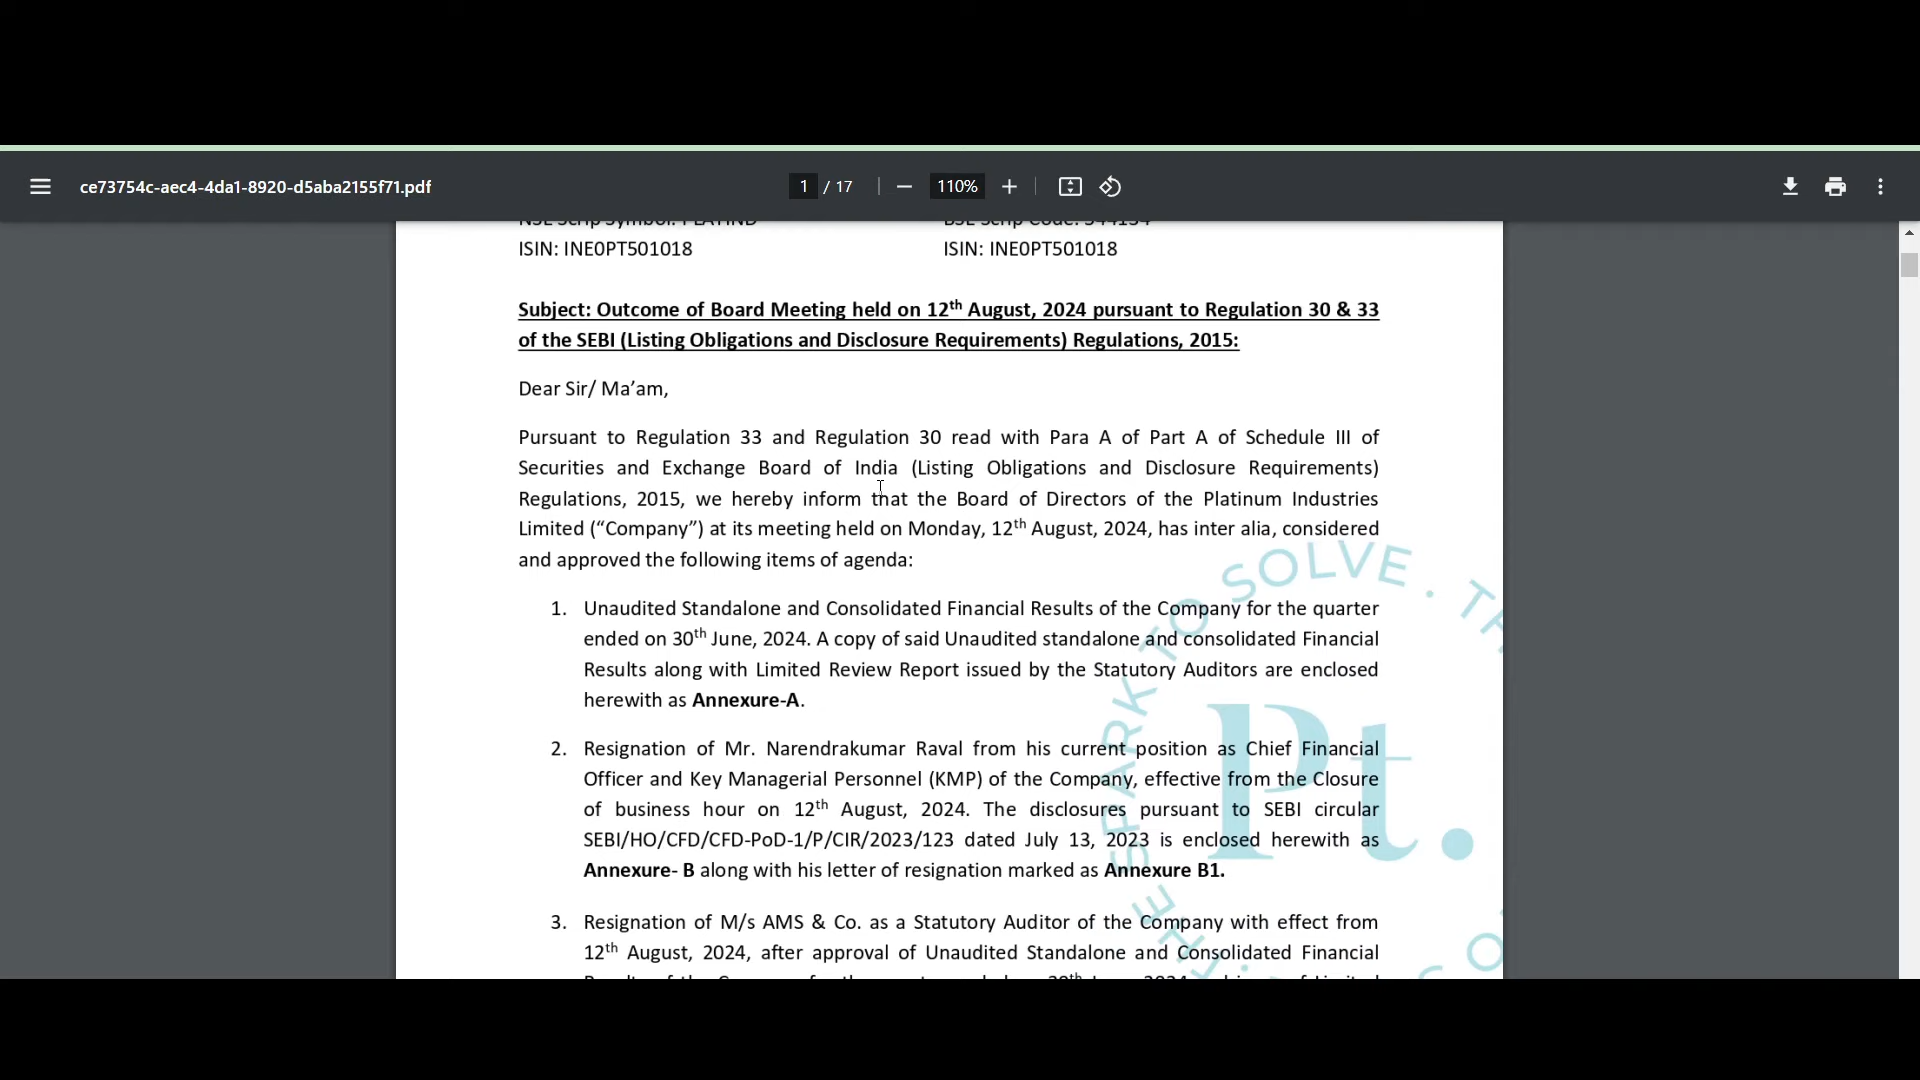 ce73754c-aec4-4da1-8920-d5aba2155f71.pdf
1 / 17
110%
NSE Scrip Symbol: PLATIND BSE Scrip Code: 544134
ISIN: INE0PT501018 ISIN: INE0PT501018
Subject: Outcome of Board Meeting held on 12th August, 2024 pursuant to Regulation 30 & 33
of the SEBI (Listing Obligations and Disclosure Requirements) Regulations, 2015:
Dear Sir/ Ma’am,
Pursuant to Regulation 33 and Regulation 30 read with Para A of Part A of Schedule III of
Securities and Exchange Board of India (Listing Obligations and Disclosure Requirements)
Regulations, 2015, we hereby inform that the Board of Directors of the Platinum Industries
Limited (“Company”) at its meeting held on Monday, 12th August, 2024, has inter alia, considered
and approved the following items of agenda:
1. Unaudited Standalone and Consolidated Financial Results of the Company for the quarter
ended on 30th June, 2024. A copy of said Unaudited standalone and consolidated Financial
Results along with Limited Review Report issued by the Statutory Auditors are enclosed
herewith as Annexure-A.
2. Resignation of Mr. Narendrakumar Raval from his current position as Chief Financial
Officer and Key Managerial Personnel (KMP) of the Company, effective from the Closure
of business hour on 12th August, 2024. The disclosures pursuant to SEBI circular
SEBI/HO/CFD/CFD-PoD-1/P/CIR/2023/123 dated July 13, 2023 is enclosed herewith as
Annexure- B along with his letter of resignation marked as Annexure B1.
3. Resignation of M/s AMS & Co. as a Statutory Auditor of the Company with effect from
12th August, 2024, after approval of Unaudited Standalone and Consolidated Financial
SPARK TO SOLVE . THE
Pt.